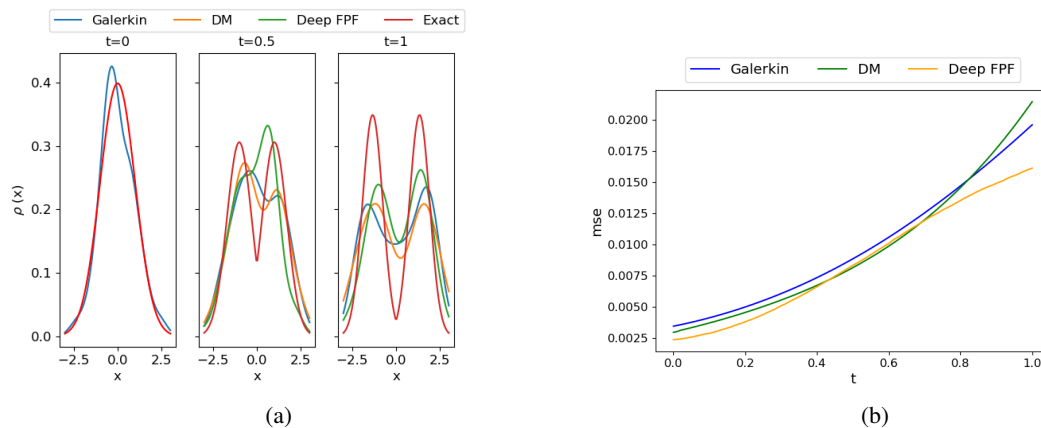 Galerkin DM Deep FPF Exact
t=0 t=0.5 t=1
0.4
0.3
0.2
0.1
0.0
ρ (x)
−2.5 0.0 2.5 −2.5 0.0 2.5 −2.5 0.0 2.5
x x x
(a)
Galerkin DM Deep FPF
0.0200
0.0175
0.0150
0.0125
0.0100
0.0075
0.0050
0.0025
mse
0.0 0.2 0.4 0.6 0.8 1.0
t
(b)